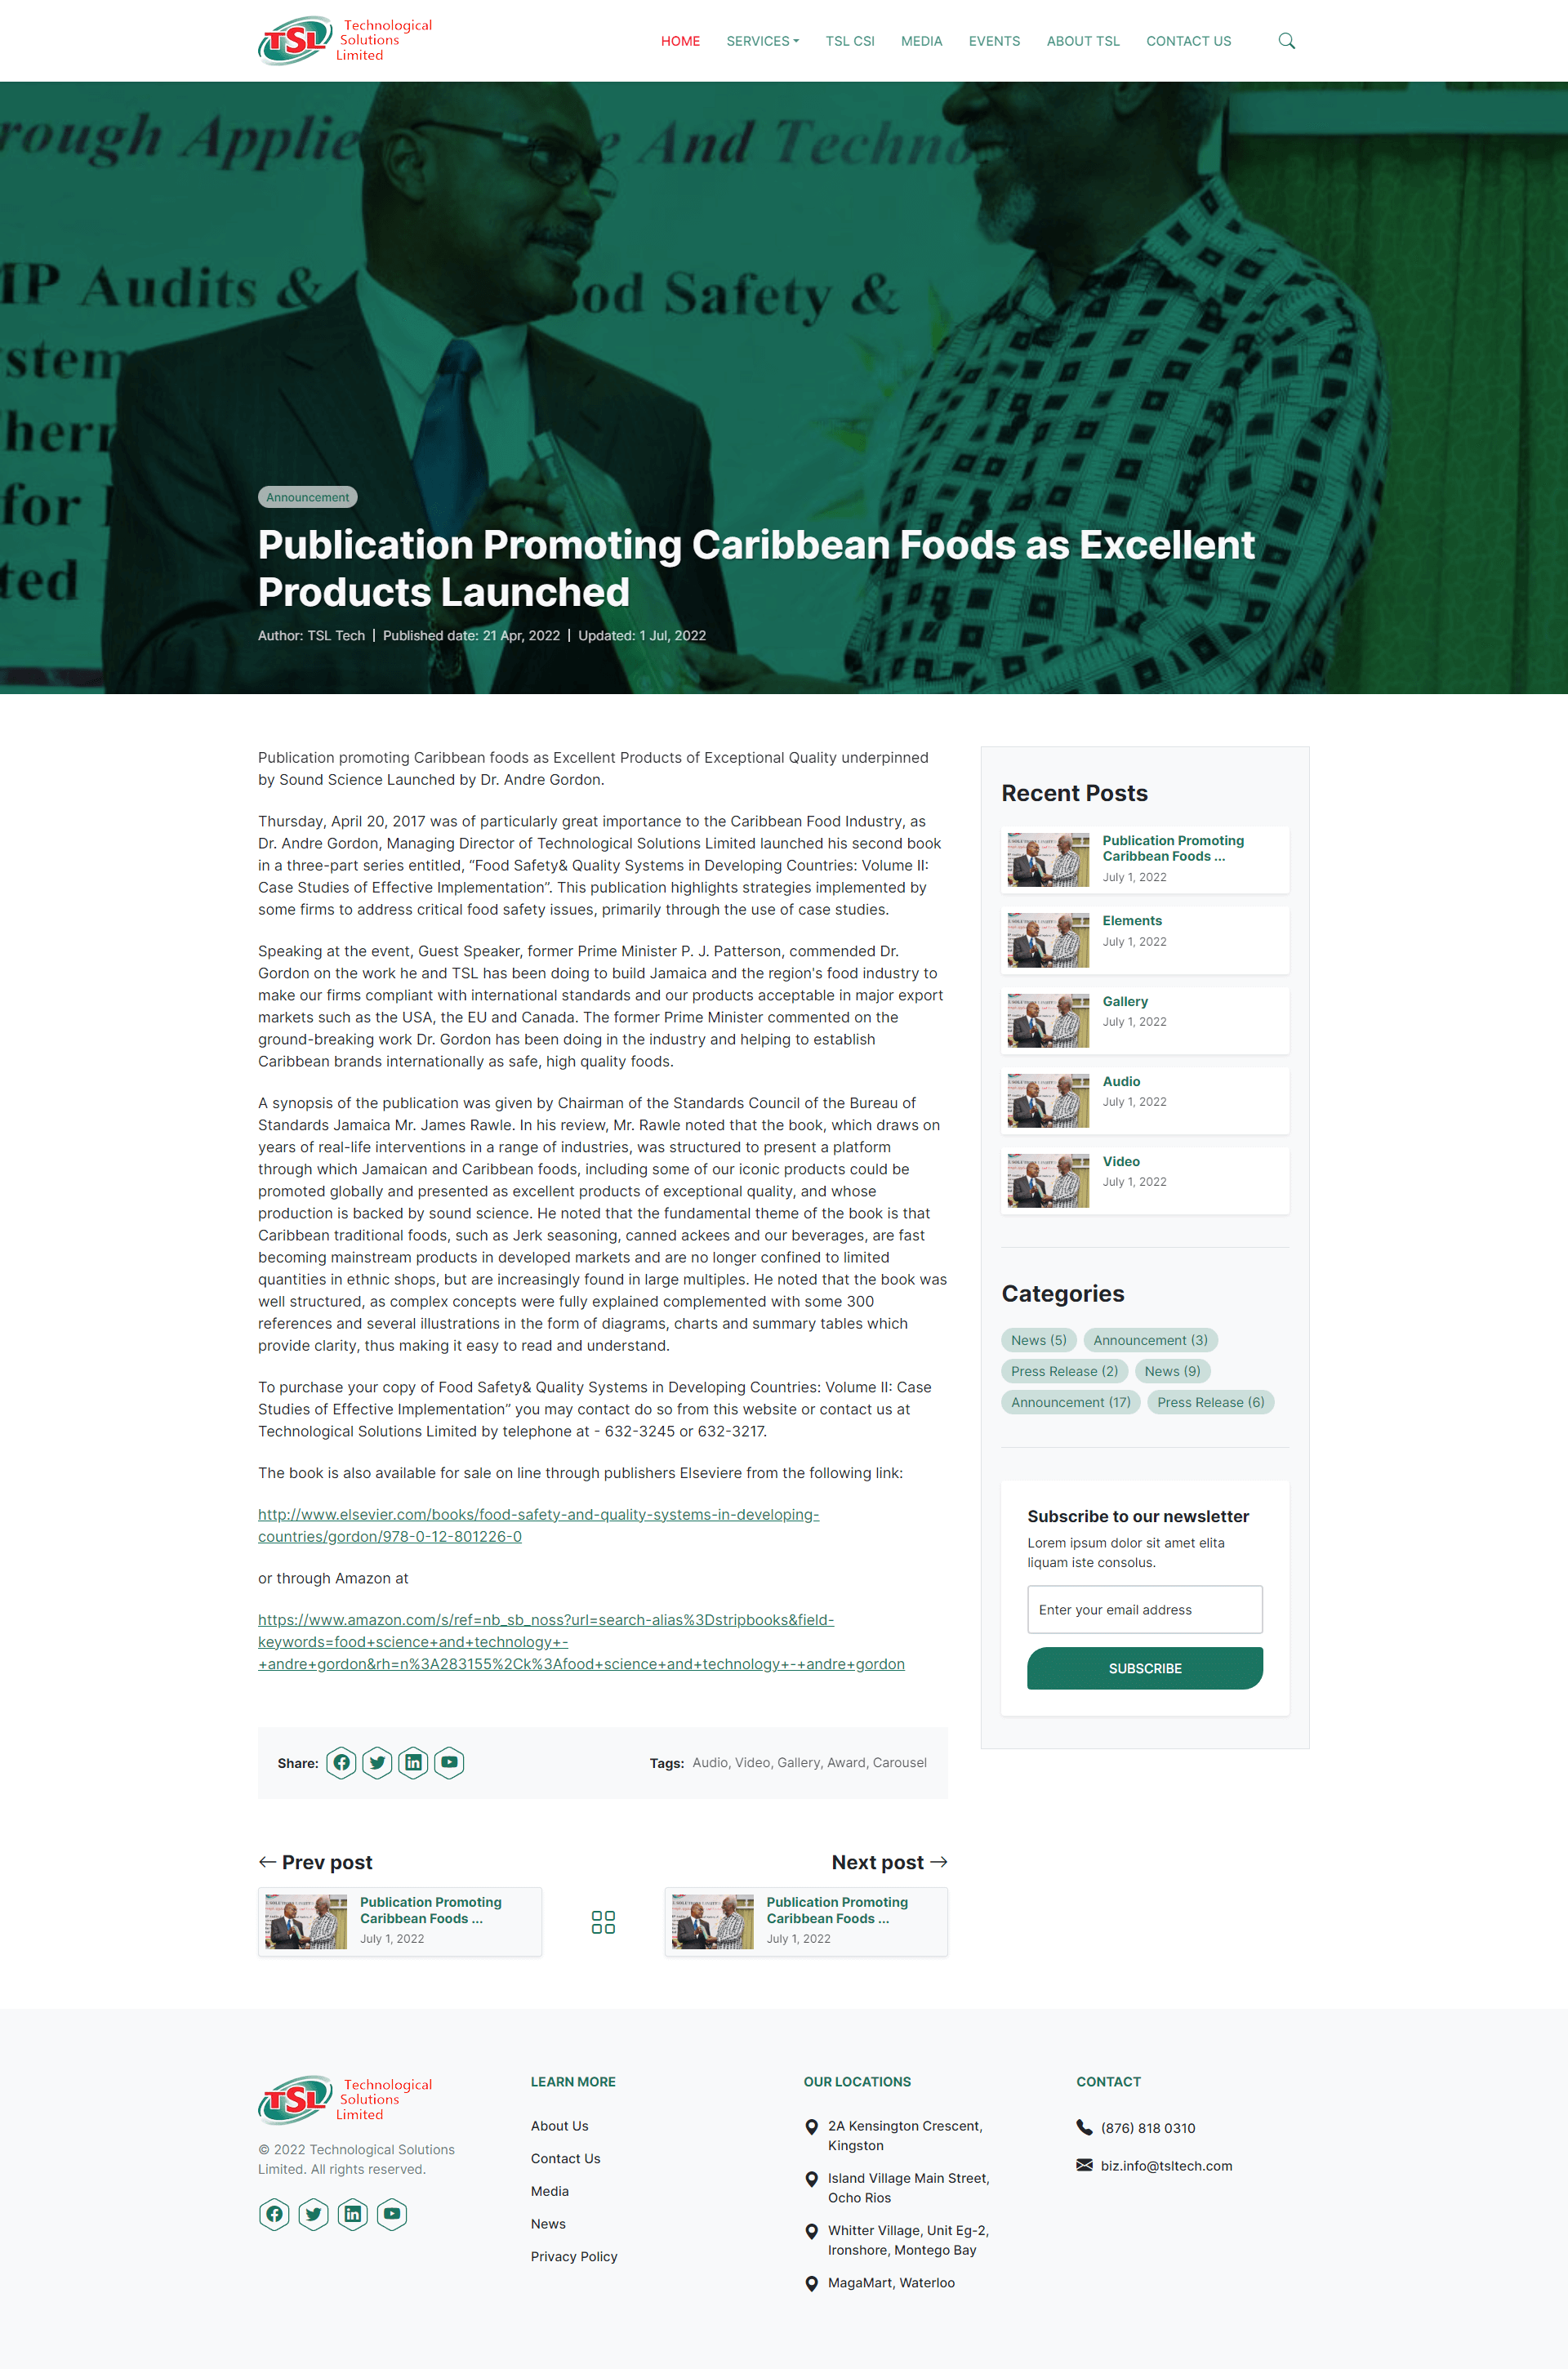 TSL Technological
Solutions
Limited
HOME SERVICES TSL CSI MEDIA EVENTS ABOUT TSL CONTACT US
rough Applie e And Techno
MP Audits & ood Safety &
ystem
for
ted
Announcement
Publication Promoting Caribbean Foods as Excellent
Products Launched
Author: TSL Tech | Published date: 21 Apr, 2022 | Updated: 1 Jul, 2022
Publication promoting Caribbean foods as Excellent Products of Exceptional Quality underpinned
by Sound Science Launched by Dr. Andre Gordon.
Thursday, April 20, 2017 was of particularly great importance to the Caribbean Food Industry, as
Dr. Andre Gordon, Managing Director of Technological Solutions Limited launched his second book
in a three-part series entitled, “Food Safety& Quality Systems in Developing Countries: Volume II:
Case Studies of Effective Implementation”. This publication highlights strategies implemented by
some firms to address critical food safety issues, primarily through the use of case studies.
Speaking at the event, Guest Speaker, former Prime Minister P. J. Patterson, commended Dr.
Gordon on the work he and TSL has been doing to build Jamaica and the region's food industry to
make our firms compliant with international standards and our products acceptable in major export
markets such as the USA, the EU and Canada. The former Prime Minister commented on the
ground-breaking work Dr. Gordon has been doing in the industry and helping to establish
Caribbean brands internationally as safe, high quality foods.
A synopsis of the publication was given by Chairman of the Standards Council of the Bureau of
Standards Jamaica Mr. James Rawle. In his review, Mr. Rawle noted that the book, which draws on
years of real-life interventions in a range of industries, was structured to present a platform
through which Jamaican and Caribbean foods, including some of our iconic products could be
promoted globally and presented as excellent products of exceptional quality, and whose
production is backed by sound science. He noted that the fundamental theme of the book is that
Caribbean traditional foods, such as Jerk seasoning, canned ackees and our beverages, are fast
becoming mainstream products in developed markets and are no longer confined to limited
quantities in ethnic shops, but are increasingly found in large multiples. He noted that the book was
well structured, as complex concepts were fully explained complemented with some 300
references and several illustrations in the form of diagrams, charts and summary tables which
provide clarity, thus making it easy to read and understand.
To purchase your copy of Food Safety& Quality Systems in Developing Countries: Volume II: Case
Studies of Effective Implementation” you may contact do so from this website or contact us at
Technological Solutions Limited by telephone at - 632-3245 or 632-3217.
The book is also available for sale on line through publishers Elseviere from the following link:
http://www.elsevier.com/books/food-safety-and-quality-systems-in-developing-
countries/gordon/978-0-12-801226-0
or through Amazon at
https://www.amazon.com/s/ref=nb_sb_noss?url=search-alias%3Dstripbooks&field-
keywords=food+science+and+technology+-
+andre+gordon&rh=n%3A283155%2Ck%3Afood+science+and+technology+-+andre+gordon
Share: Tags: Audio, Video, Gallery, Award, Carousel
Prev post
Publication Promoting
Caribbean Foods ...
July 1, 2022
Next post
Publication Promoting
Caribbean Foods ...
July 1, 2022
Recent Posts
Publication Promoting
Caribbean Foods ...
July 1, 2022
Elements
July 1, 2022
Gallery
July 1, 2022
Audio
July 1, 2022
Video
July 1, 2022
Categories
News (5) Announcement (3)
Press Release (2) News (9)
Announcement (17) Press Release (6)
Subscribe to our newsletter
Lorem ipsum dolor sit amet elita
liquam iste consolus.
Enter your email address
SUBSCRIBE
TSL Technological
Solutions
Limited
© 2022 Technological Solutions
Limited. All rights reserved.
LEARN MORE
About Us
Contact Us
Media
News
Privacy Policy
OUR LOCATIONS
2A Kensington Crescent,
Kingston
Island Village Main Street,
Ocho Rios
Whitter Village, Unit Eg-2,
Ironshore, Montego Bay
MagaMart, Waterloo
CONTACT
(876) 818 0310
biz.info@tsltech.com